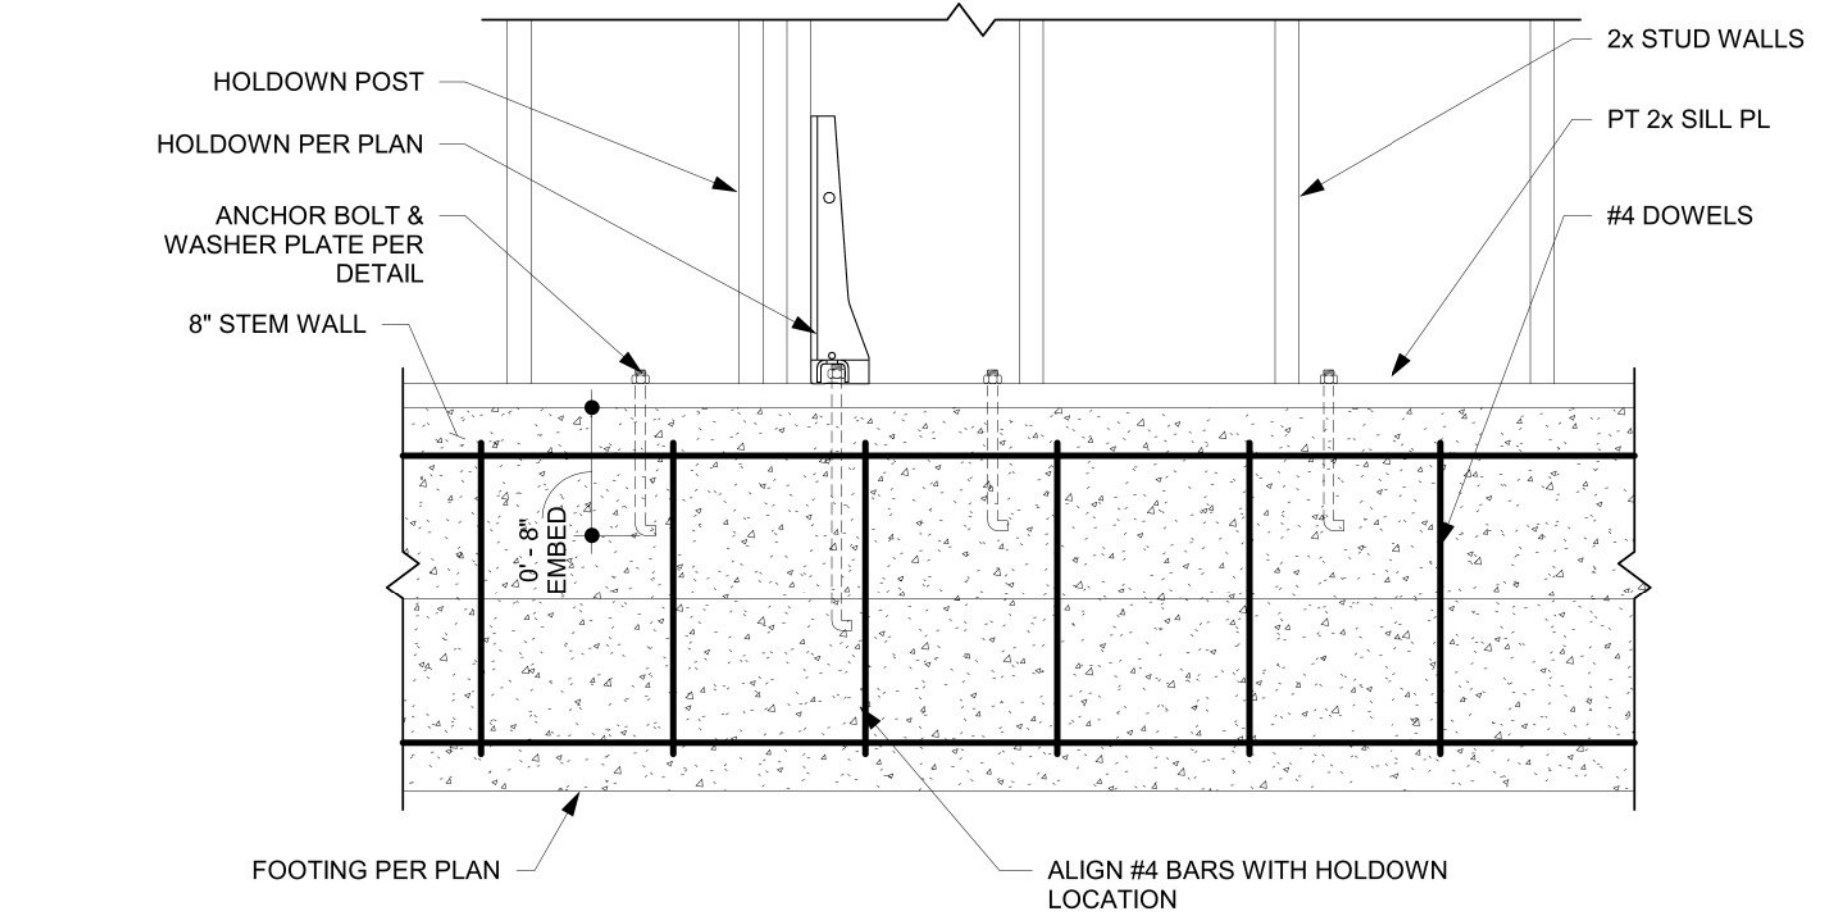 HOLDOWN POST
HOLDOWN PER PLAN
ANCHOR BOLT &
WASHER PLATE PER
DETAIL
8" STEM WALL
2x STUD WALLS
PT 2x SILL PL
#4 DOWELS
0' - 8"
EMBED
FOOTING PER PLAN
ALIGN #4 BARS WITH HOLDOWN
LOCATION